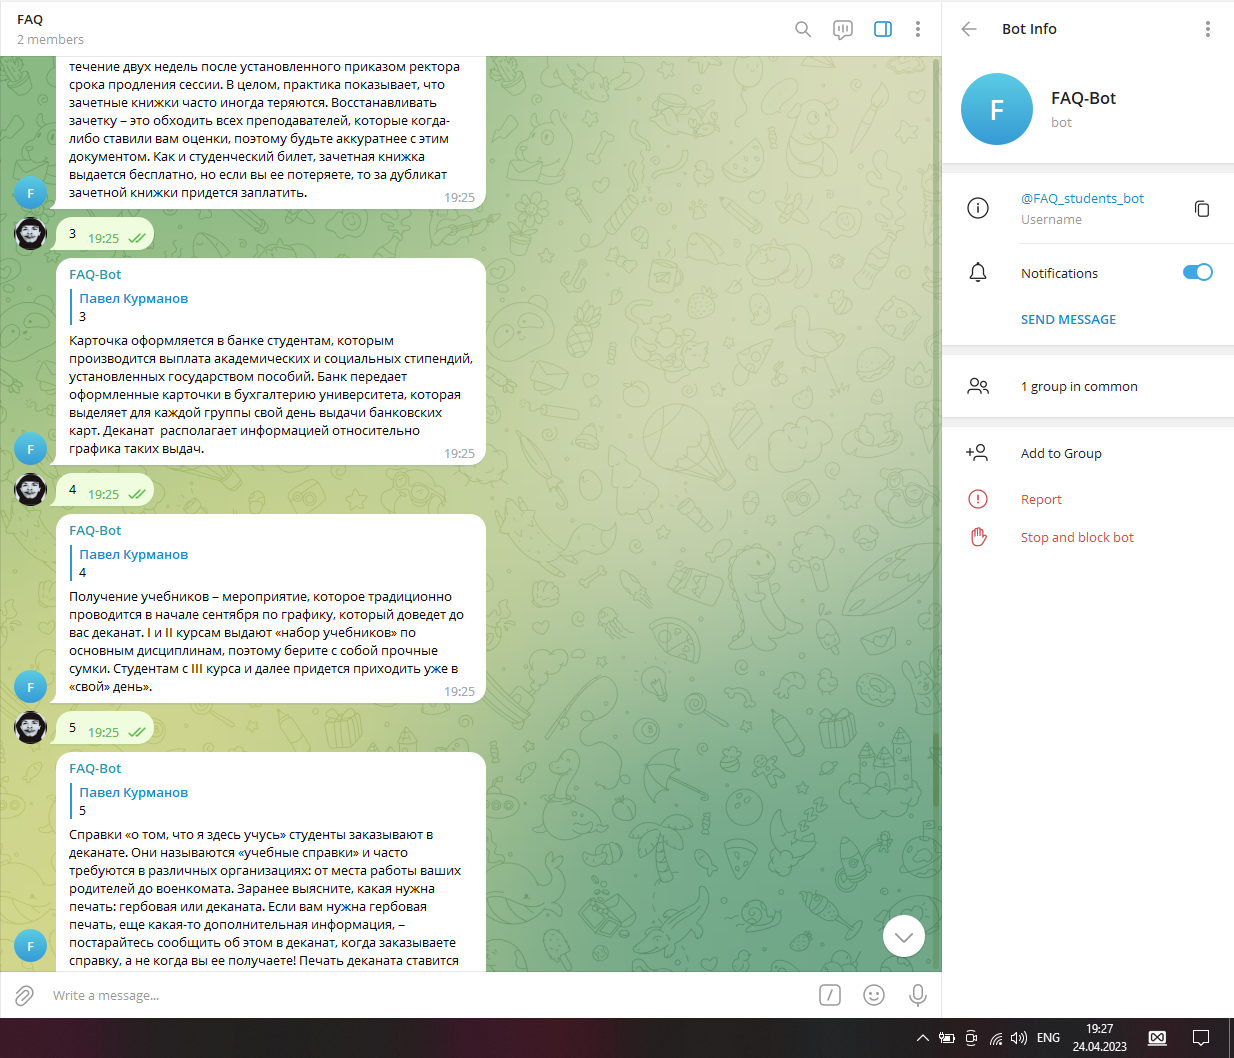 FAQ
2 members
течение двух недель после установленного приказом ректора
срока продления сессии. В целом, практика показывает, что
зачетные книжки часто иногда теряются. Восстанавливать
зачетку – это обходить всех преподавателей, которые когда-
либо ставили вам оценки, поэтому будьте аккуратнее с этим
документом. Как и студенческий билет, зачетная книжка
выдается бесплатно, но если вы ее потеряете, то за дубликат
зачетной книжки придется заплатить.
19:25
F
3 19:25
FAQ-Bot
Павел Курманов
3
Карточка оформляется в банке студентам, которым
производится выплата академических и социальных стипендий,
установленных государством пособий. Банк передает
оформленные карточки в бухгалтерию университета, которая
выделяет для каждой группы свой день выдачи банковских
карт. Деканат  располагает информацией относительно
графика таких выдач.
19:25
F
4 19:25
FAQ-Bot
Павел Курманов
4
Получение учебников – мероприятие, которое традиционно
проводится в начале сентября по графику, который доведет до
вас деканат. I и II курсам выдают «набор учебников» по
основным дисциплинам, поэтому берите с собой прочные
сумки. Студентам с III курса и далее придется приходить уже в
«свой» день».
19:25
F
5 19:25
FAQ-Bot
Павел Курманов
5
Справки «о том, что я здесь учусь» студенты заказывают в
деканате. Они называются «учебные справки» и часто
требуются в различных организациях: от места работы ваших
родителей до военкомата. Заранее выясните, какая нужна
печать: гербовая или деканата. Если вам нужна гербовая
печать, еще какая-то дополнительная информация, –
постарайтесь сообщить об этом в деканат, когда заказываете
справку, а не когда вы ее получаете! Печать деканата ставится
F
Write a message...
Bot Info
F
FAQ-Bot
bot
@FAQ_students_bot
Username
Notifications
SEND MESSAGE
1 group in common
Add to Group
Report
Stop and block bot
ENG
19:27
24.04.2023